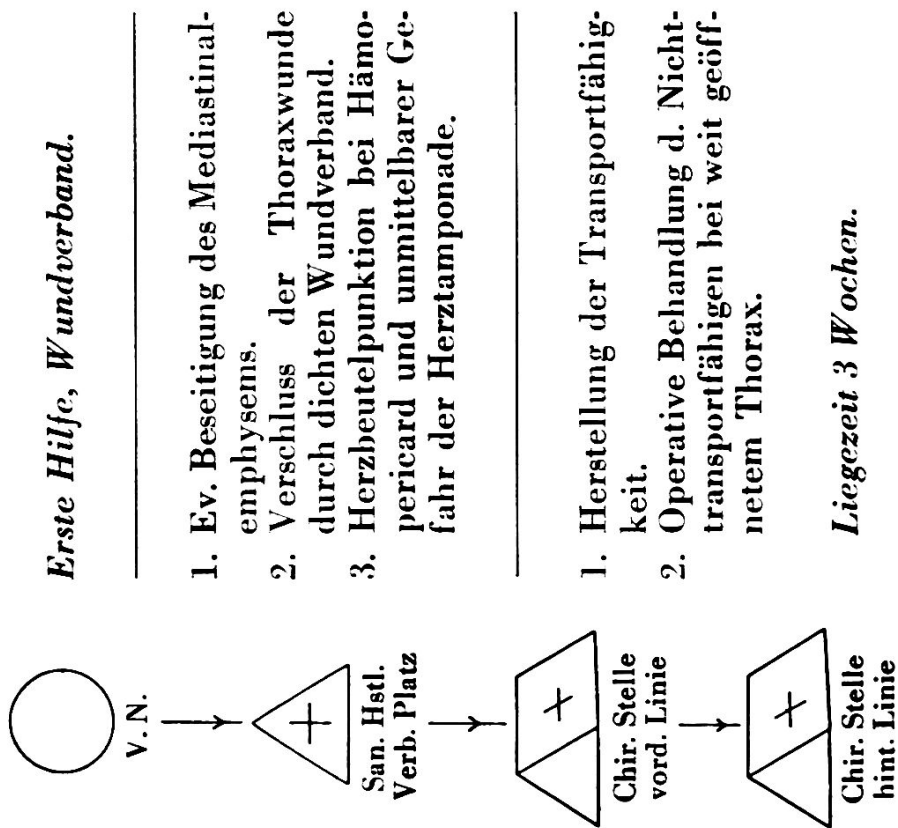 V.N.
Erste Hilfe, Wundverband.
San. Hstl.
Verb. Platz
1. Ev. Beseitigung des Mediastinal-
emphysems.
2. Verschluss der Thoraxwunde
durch dichten Wundverband.
3. Herzbeutelpunktion bei Hämo-
pericard und unmittelbarer Ge-
fahr der Herztamponade.
Chir. Stelle
vord. Linie
1. Herstellung der Transportfähig-
keit.
2. Operative Behandlung d. Nicht-
transportfähigen bei weit geöff-
netem Thorax.
Chir. Stelle
hint. Linie
Liegezeit 3 Wochen.